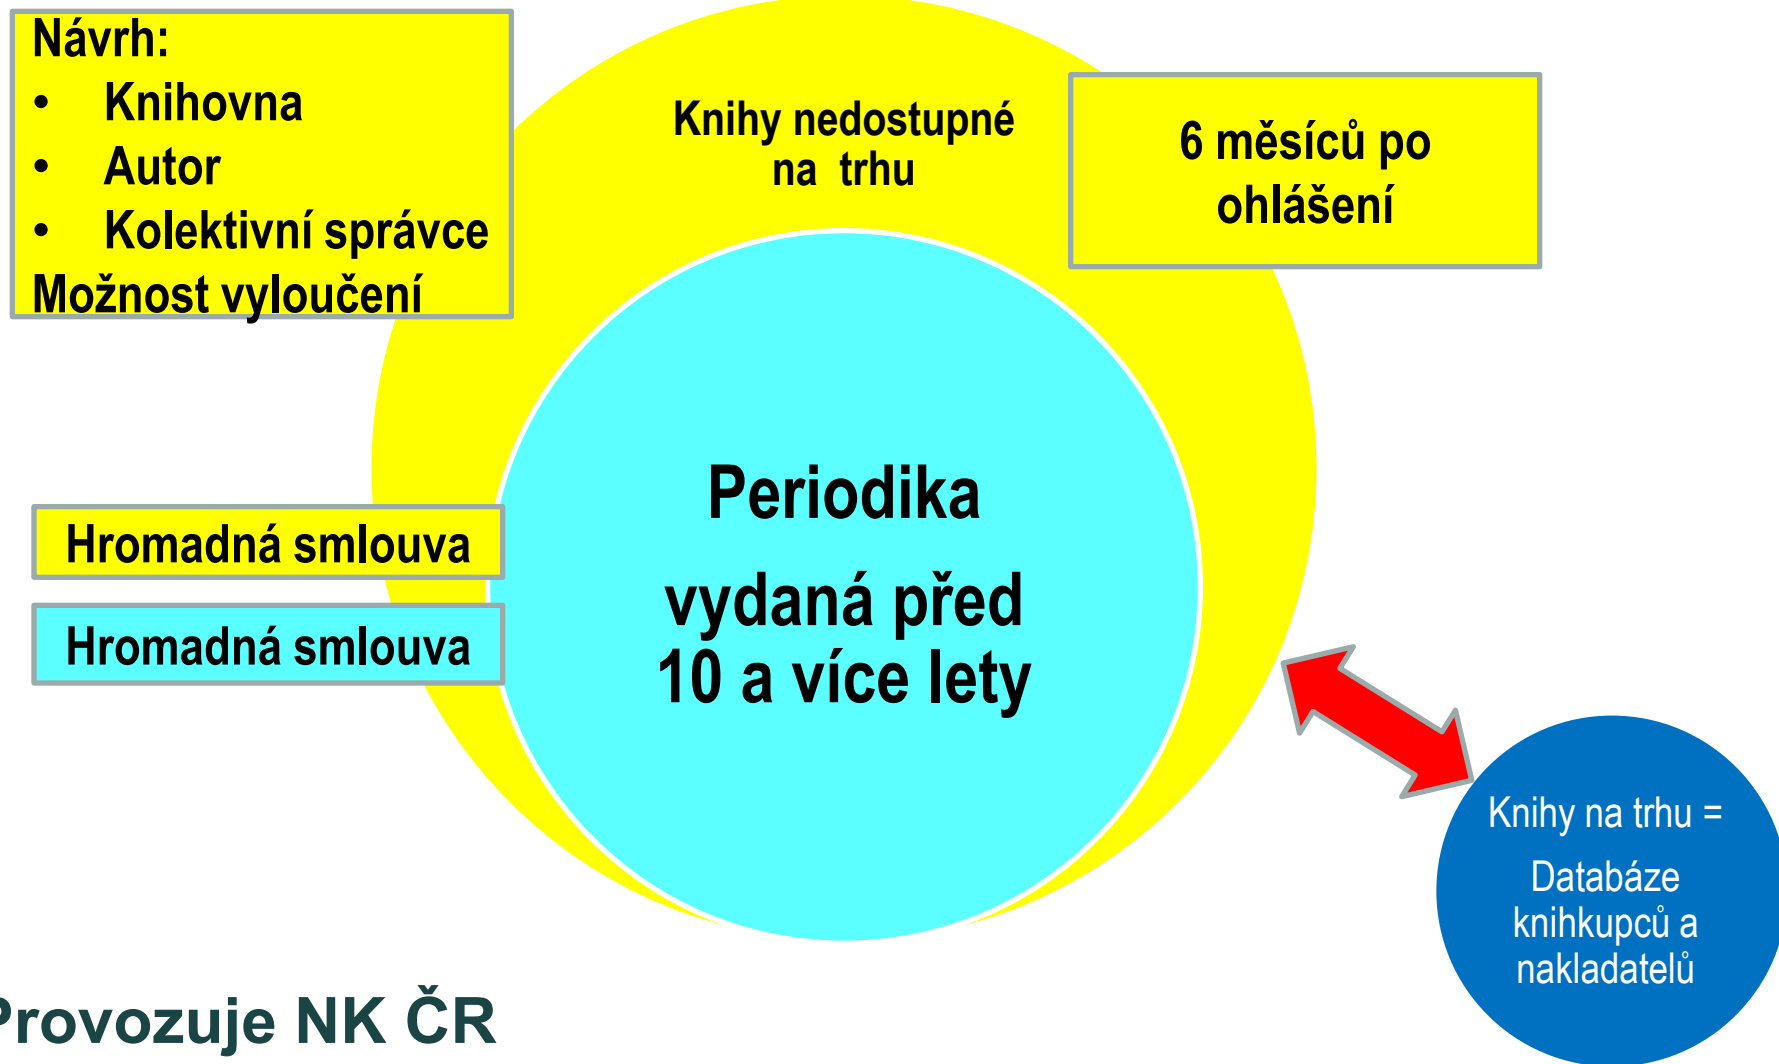 Návrh:
• Knihovna
• Autor
• Kolektivní správce
Možnost vyloučení
Knihy nedostupné
na trhu
6 měsíců po
ohlášení
Hromadná smlouva
Hromadná smlouva
Periodika
vydaná před
10 a více lety
Knihy na trhu =
Databáze
knihkupců a
nakladatelů
Provozuje NK ČR